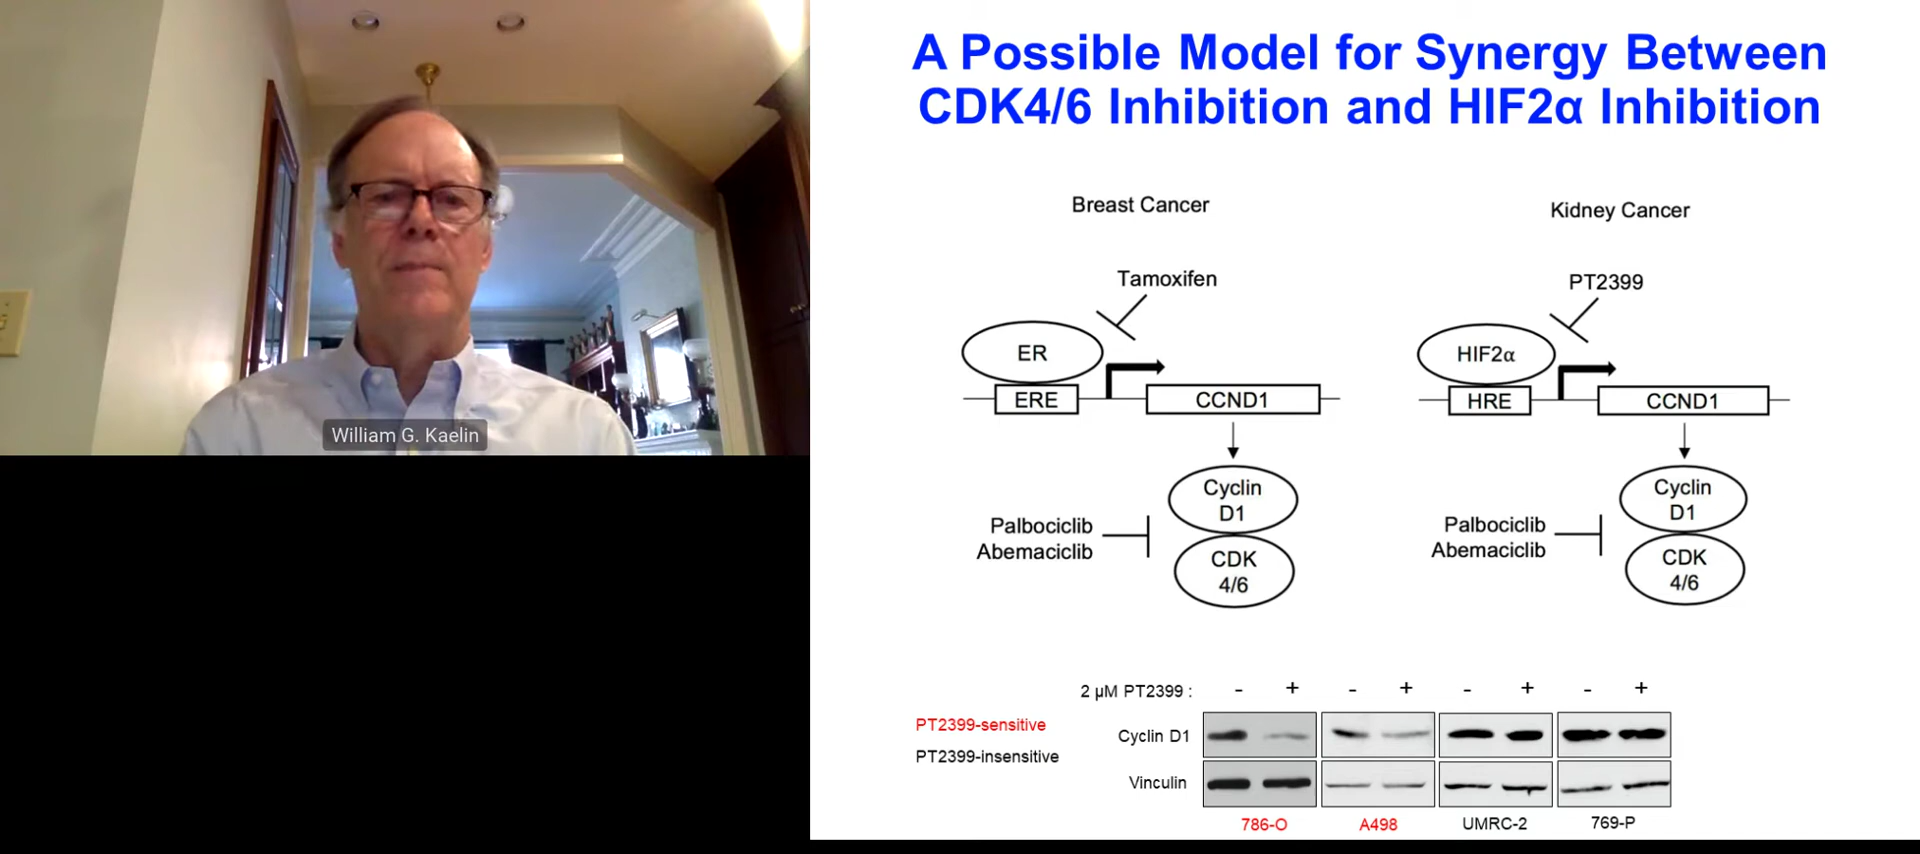 A Possible Model for Synergy Between
CDK4/6 Inhibition and HIF2α Inhibition
William G. Kaelin
Breast Cancer
Tamoxifen
ER
ERE
CCND1
Cyclin
D1
Palbociclib
Abemaciclib
CDK
4/6
Kidney Cancer
PT2399
HIF2α
HRE
CCND1
Cyclin
D1
Palbociclib
Abemaciclib
CDK
4/6
2 µM PT2399 : - + - + - + - +
PT2399-sensitive
PT2399-insensitive
Cyclin D1
Vinculin
786-O A498 UMRC-2 769-P